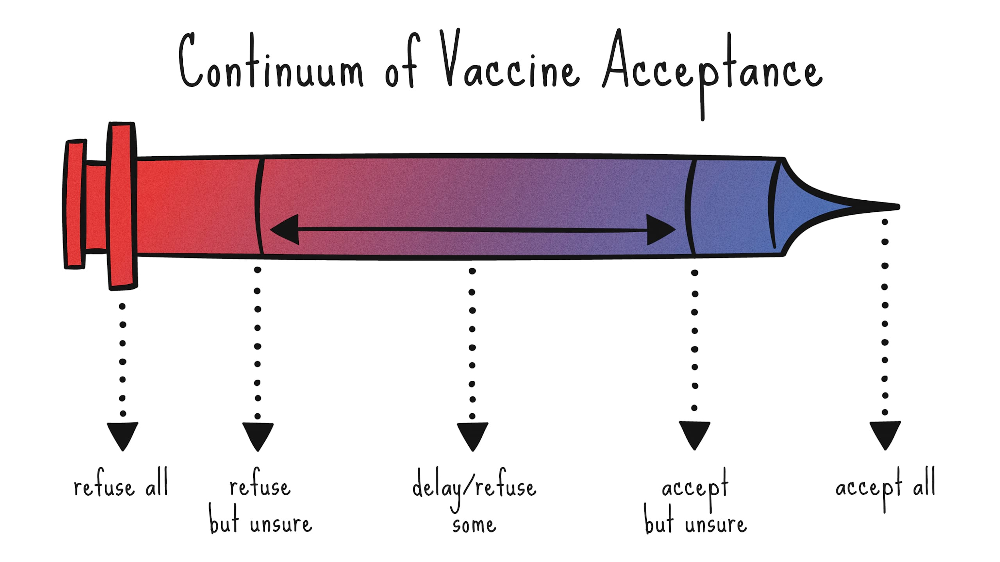 Continuum of Vaccine Acceptance
refuse all
refuse
but unsure
delay/refuse
some
accept
but unsure
accept all